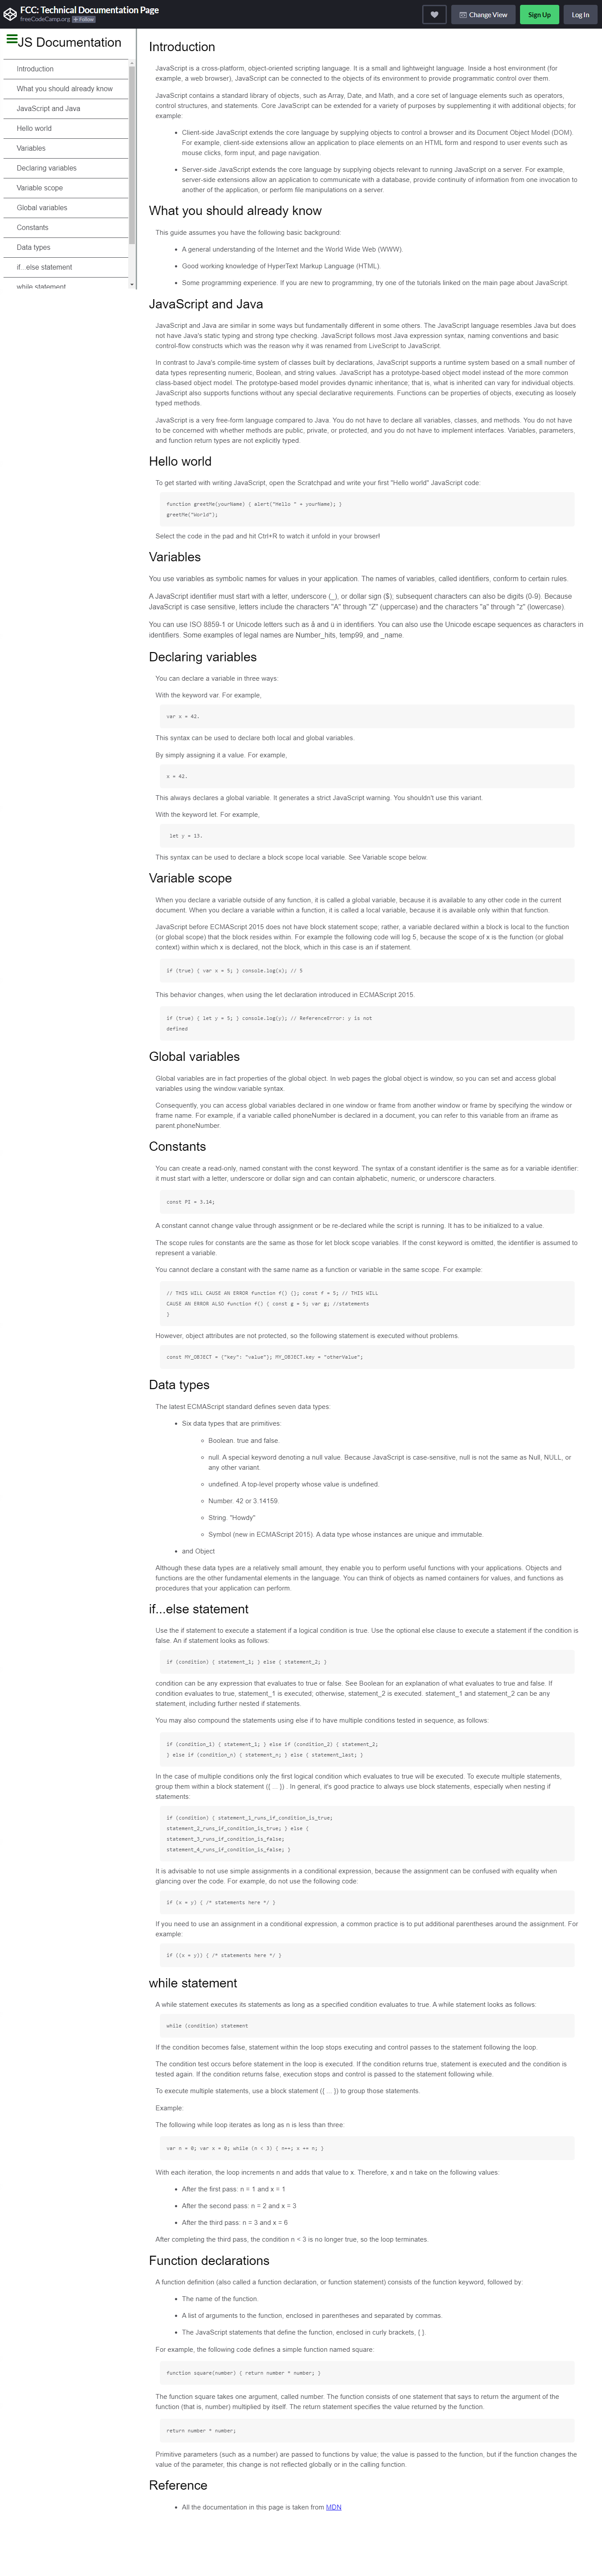 FCC: Technical Documentation Page
freeCodeCamp.org + Follow
Change View
Sign Up
Log In
JS Documentation
Introduction
What you should already know
JavaScript and Java
Hello world
Variables
Declaring variables
Variable scope
Global variables
Constants
Data types
if...else statement
while statement
Introduction
JavaScript is a cross-platform, object-oriented scripting language. It is a small and lightweight language. Inside a host environment (for
example, a web browser), JavaScript can be connected to the objects of its environment to provide programmatic control over them.
JavaScript contains a standard library of objects, such as Array, Date, and Math, and a core set of language elements such as operators,
control structures, and statements. Core JavaScript can be extended for a variety of purposes by supplementing it with additional objects; for
example:
• Client-side JavaScript extends the core language by supplying objects to control a browser and its Document Object Model (DOM).
For example, client-side extensions allow an application to place elements on an HTML form and respond to user events such as
mouse clicks, form input, and page navigation.
• Server-side JavaScript extends the core language by supplying objects relevant to running JavaScript on a server. For example,
server-side extensions allow an application to communicate with a database, provide continuity of information from one invocation to
another of the application, or perform file manipulations on a server.
What you should already know
This guide assumes you have the following basic background:
• A general understanding of the Internet and the World Wide Web (WWW).
• Good working knowledge of HyperText Markup Language (HTML).
• Some programming experience. If you are new to programming, try one of the tutorials linked on the main page about JavaScript.
JavaScript and Java
JavaScript and Java are similar in some ways but fundamentally different in some others. The JavaScript language resembles Java but does
not have Java's static typing and strong type checking. JavaScript follows most Java expression syntax, naming conventions and basic
control-flow constructs which was the reason why it was renamed from LiveScript to JavaScript.
In contrast to Java's compile-time system of classes built by declarations, JavaScript supports a runtime system based on a small number of
data types representing numeric, Boolean, and string values. JavaScript has a prototype-based object model instead of the more common
class-based object model. The prototype-based model provides dynamic inheritance; that is, what is inherited can vary for individual objects.
JavaScript also supports functions without any special declarative requirements. Functions can be properties of objects, executing as loosely
typed methods.
JavaScript is a very free-form language compared to Java. You do not have to declare all variables, classes, and methods. You do not have
to be concerned with whether methods are public, private, or protected, and you do not have to implement interfaces. Variables, parameters,
and function return types are not explicitly typed.
Hello world
To get started with writing JavaScript, open the Scratchpad and write your first "Hello world" JavaScript code:
function greetMe(yourName) { alert("Hello " + yourName); }
greetMe("World");
Select the code in the pad and hit Ctrl+R to watch it unfold in your browser!
Variables
You use variables as symbolic names for values in your application. The names of variables, called identifiers, conform to certain rules.
A JavaScript identifier must start with a letter, underscore (_), or dollar sign ($); subsequent characters can also be digits (0-9). Because
JavaScript is case sensitive, letters include the characters "A" through "Z" (uppercase) and the characters "a" through "z" (lowercase).
You can use ISO 8859-1 or Unicode letters such as å and ü in identifiers. You can also use the Unicode escape sequences as characters in
identifiers. Some examples of legal names are Number_hits, temp99, and _name.
Declaring variables
You can declare a variable in three ways:
With the keyword var. For example,
var x = 42.
This syntax can be used to declare both local and global variables.
By simply assigning it a value. For example,
x = 42.
This always declares a global variable. It generates a strict JavaScript warning. You shouldn't use this variant.
With the keyword let. For example,
let y = 13.
This syntax can be used to declare a block scope local variable. See Variable scope below.
Variable scope
When you declare a variable outside of any function, it is called a global variable, because it is available to any other code in the current
document. When you declare a variable within a function, it is called a local variable, because it is available only within that function.
JavaScript before ECMAScript 2015 does not have block statement scope; rather, a variable declared within a block is local to the function
(or global scope) that the block resides within. For example the following code will log 5, because the scope of x is the function (or global
context) within which x is declared, not the block, which in this case is an if statement.
if (true) { var x = 5; } console.log(x); // 5
This behavior changes, when using the let declaration introduced in ECMAScript 2015.
if (true) { let y = 5; } console.log(y); // ReferenceError: y is not
defined
Global variables
Global variables are in fact properties of the global object. In web pages the global object is window, so you can set and access global
variables using the window.variable syntax.
Consequently, you can access global variables declared in one window or frame from another window or frame by specifying the window or
frame name. For example, if a variable called phoneNumber is declared in a document, you can refer to this variable from an iframe as
parent.phoneNumber.
Constants
You can create a read-only, named constant with the const keyword. The syntax of a constant identifier is the same as for a variable identifier:
it must start with a letter, underscore or dollar sign and can contain alphabetic, numeric, or underscore characters.
const PI = 3.14;
A constant cannot change value through assignment or be re-declared while the script is running. It has to be initialized to a value.
The scope rules for constants are the same as those for let block scope variables. If the const keyword is omitted, the identifier is assumed to
represent a variable.
You cannot declare a constant with the same name as a function or variable in the same scope. For example:
// THIS WILL CAUSE AN ERROR function f() {}; const f = 5; // THIS WILL
CAUSE AN ERROR ALSO function f() { const g = 5; var g; //statements
}
However, object attributes are not protected, so the following statement is executed without problems.
const MY_OBJECT = {"key": "value"}; MY_OBJECT.key = "otherValue";
Data types
The latest ECMAScript standard defines seven data types:
• Six data types that are primitives:
◦ Boolean. true and false.
◦ null. A special keyword denoting a null value. Because JavaScript is case-sensitive, null is not the same as Null, NULL, or
any other variant.
◦ undefined. A top-level property whose value is undefined.
◦ Number. 42 or 3.14159.
◦ String. "Howdy"
◦ Symbol (new in ECMAScript 2015). A data type whose instances are unique and immutable.
• and Object
Although these data types are a relatively small amount, they enable you to perform useful functions with your applications. Objects and
functions are the other fundamental elements in the language. You can think of objects as named containers for values, and functions as
procedures that your application can perform.
if...else statement
Use the if statement to execute a statement if a logical condition is true. Use the optional else clause to execute a statement if the condition is
false. An if statement looks as follows:
if (condition) { statement_1; } else { statement_2; }
condition can be any expression that evaluates to true or false. See Boolean for an explanation of what evaluates to true and false. If
condition evaluates to true, statement_1 is executed; otherwise, statement_2 is executed. statement_1 and statement_2 can be any
statement, including further nested if statements.
You may also compound the statements using else if to have multiple conditions tested in sequence, as follows:
if (condition_1) { statement_1; } else if (condition_2) { statement_2;
} else if (condition_n) { statement_n; } else { statement_last; }
In the case of multiple conditions only the first logical condition which evaluates to true will be executed. To execute multiple statements,
group them within a block statement ({ ... }) . In general, it's good practice to always use block statements, especially when nesting if
statements:
if (condition) { statement_1_runs_if_condition_is_true;
statement_2_runs_if_condition_is_true; } else {
statement_3_runs_if_condition_is_false;
statement_4_runs_if_condition_is_false; }
It is advisable to not use simple assignments in a conditional expression, because the assignment can be confused with equality when
glancing over the code. For example, do not use the following code:
if (x = y) { /* statements here */ }
If you need to use an assignment in a conditional expression, a common practice is to put additional parentheses around the assignment. For
example:
if ((x = y)) { /* statements here */ }
while statement
A while statement executes its statements as long as a specified condition evaluates to true. A while statement looks as follows:
while (condition) statement
If the condition becomes false, statement within the loop stops executing and control passes to the statement following the loop.
The condition test occurs before statement in the loop is executed. If the condition returns true, statement is executed and the condition is
tested again. If the condition returns false, execution stops and control is passed to the statement following while.
To execute multiple statements, use a block statement ({ ... }) to group those statements.
Example:
The following while loop iterates as long as n is less than three:
var n = 0; var x = 0; while (n < 3) { n++; x += n; }
With each iteration, the loop increments n and adds that value to x. Therefore, x and n take on the following values:
• After the first pass: n = 1 and x = 1
• After the second pass: n = 2 and x = 3
• After the third pass: n = 3 and x = 6
After completing the third pass, the condition n < 3 is no longer true, so the loop terminates.
Function declarations
A function definition (also called a function declaration, or function statement) consists of the function keyword, followed by:
• The name of the function.
• A list of arguments to the function, enclosed in parentheses and separated by commas.
• The JavaScript statements that define the function, enclosed in curly brackets, { }.
For example, the following code defines a simple function named square:
function square(number) { return number * number; }
The function square takes one argument, called number. The function consists of one statement that says to return the argument of the
function (that is, number) multiplied by itself. The return statement specifies the value returned by the function.
return number * number;
Primitive parameters (such as a number) are passed to functions by value; the value is passed to the function, but if the function changes the
value of the parameter, this change is not reflected globally or in the calling function.
Reference
• All the documentation in this page is taken from MDN